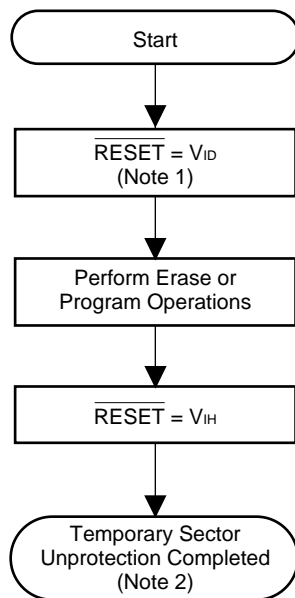 Start
RESET = VID
(Note 1)
Perform Erase or
Program Operations
RESET = VIH
Temporary Sector
Unprotection Completed
(Note 2)